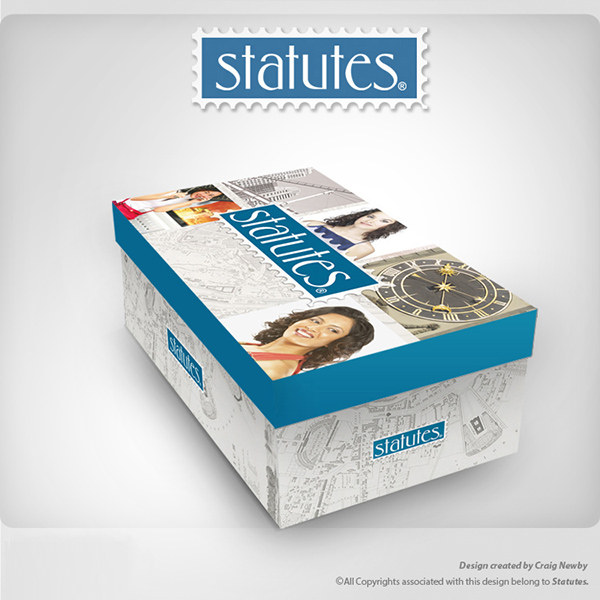 statutes.®
statutes®
statutes.
statutes.
Design created by Craig Newby
©All Copyrights associated with this design belong to Statutes.